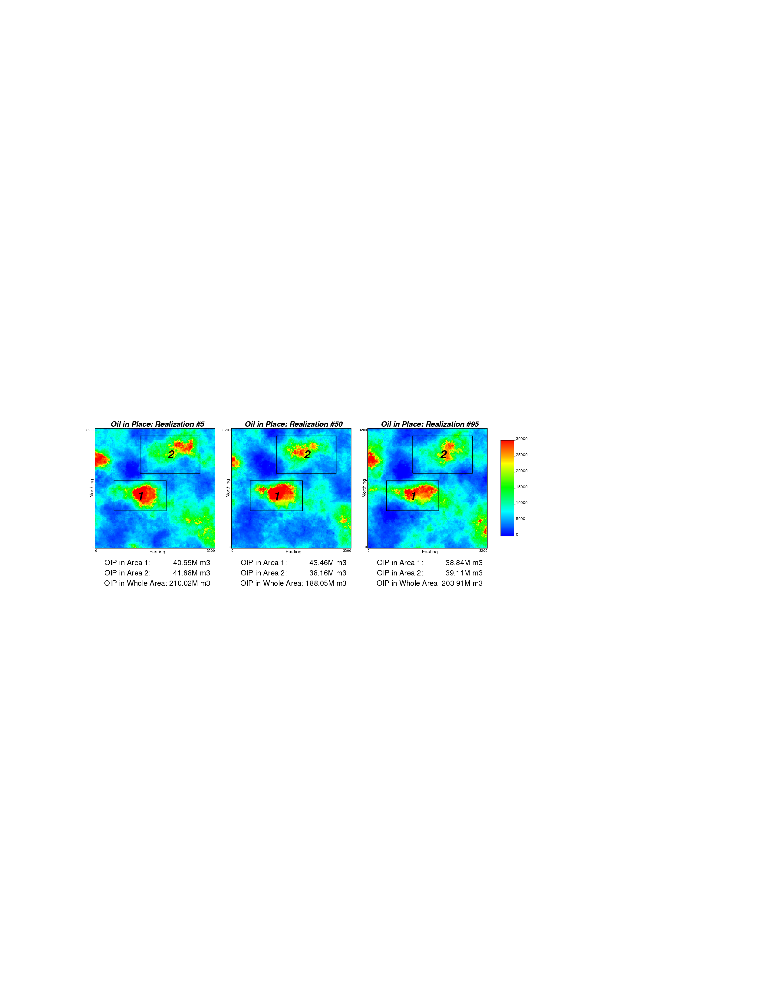 Oil in Place: Realization #5
3200
2
1
Northing
0
0
Easting
3200
OIP in Area 1: 40.65M m3
OIP in Area 2: 41.88M m3
OIP in Whole Area: 210.02M m3
Oil in Place: Realization #50
3200
2
1
Northing
0
0
Easting
3200
OIP in Area 1: 43.46M m3
OIP in Area 2: 38.16M m3
OIP in Whole Area: 188.05M m3
Oil in Place: Realization #95
3200
2
1
Northing
0
0
Easting
3200
OIP in Area 1: 38.84M m3
OIP in Area 2: 39.11M m3
OIP in Whole Area: 203.91M m3
30000
25000
20000
15000
10000
5000
0